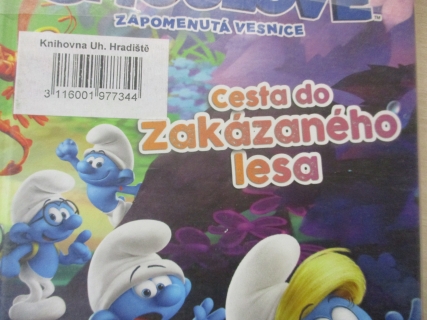 ZAPOMENUTÁ VESNICE
Knihovna Uh. Hradiště
3116001977344
Cesta do
zakázaného
lesa